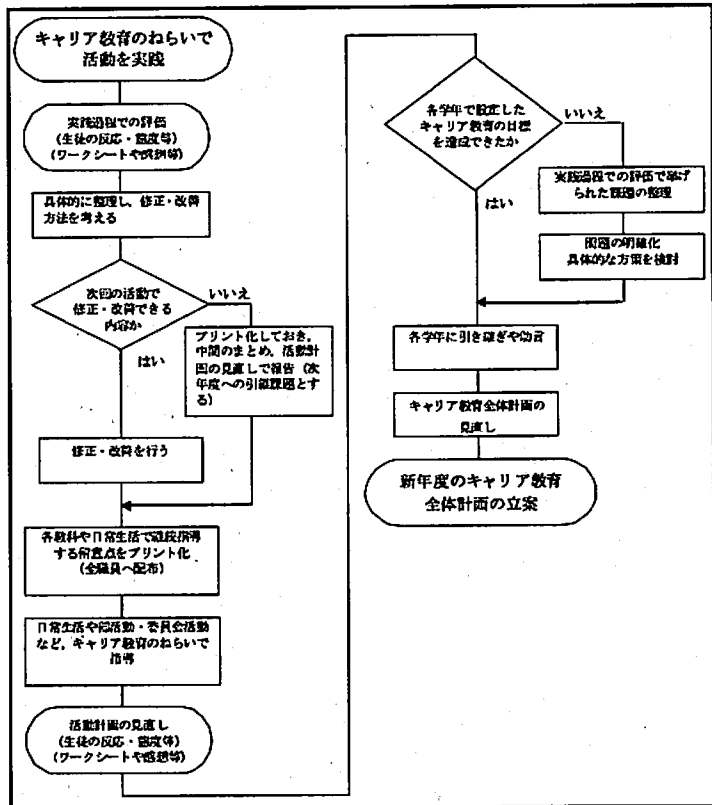 キャリア教育のねらいで
活動を実践
実践過程での評価
(生徒の反応・態度等)
(ワークシートや感想等)
具体的に整理し、修正・改善
方法を考える
次回の活動で
修正・改善できる
内容か
いいえ
はい
プリント化しておき,
中間のまとめ, 活動計
画の見直しで報告（次
年度への引継課題とす
る）
修正・改善を行う
各教科や日常生活で継続指導
する留意点をプリント化
(全職員へ配布)
日常生活や部活動・委員会活動
など, キャリア教育のねらいで
指導
活動計画の見直し
(生徒の反応・態度等)
(ワークシートや感想等)
各学年で設定した
キャリア教育の目標
を達成できたか
いいえ
はい
実践過程での評価で挙げ
られた課題の整理
問題の明確化
具体的な方策を検討
各学年に引き継ぎや助言
キャリア教育全体計画の
見直し
新年度のキャリア教育
全体計画の立案